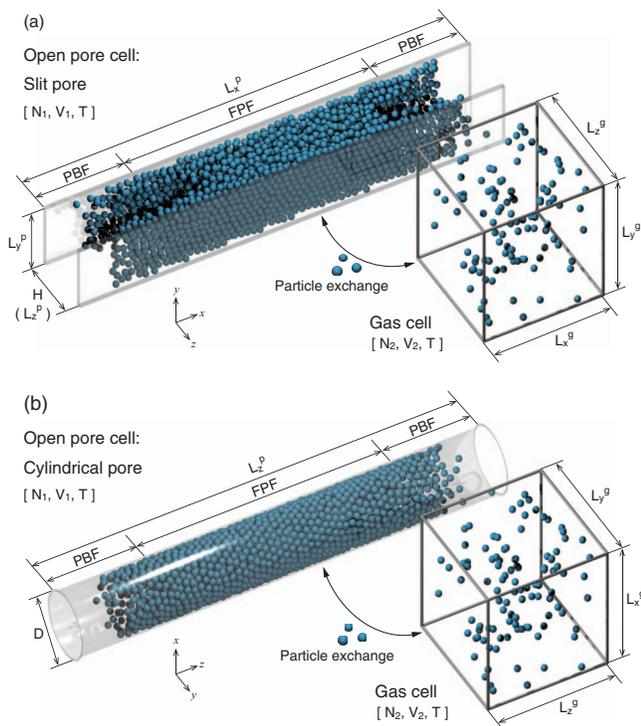 (a)
Open pore cell:
Slit pore
[ N₁, V₁, T ]
PBF
FPF
Lₓᵖ
PBF
L_y^p
H
( L_z^p )
y
x
z
Particle exchange
Gas cell
[ N₂, V₂, T ]
L_z^g
L_y^g
L_x^g
(b)
Open pore cell:
Cylindrical pore
[ N₁, V₁, T ]
PBF
FPF
L_z^p
PBF
D
x
z
y
Particle exchange
Gas cell
[ N₂, V₂, T ]
L_y^g
L_x^g
L_z^g